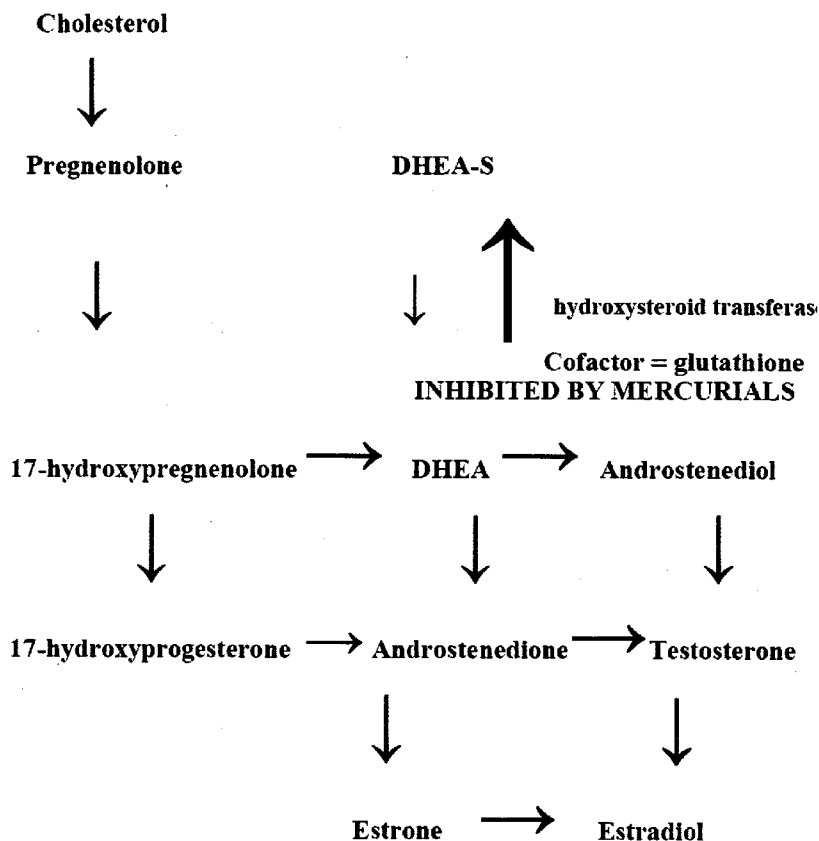 Cholesterol
Pregnenolone DHEA-S
hydroxysteroid transferas
Cofactor = glutathione
INHIBITED BY MERCURIALS
17-hydroxypregnenolone DHEA Androstenediol
17-hydroxyprogesterone Androstenedione Testosterone
Estrone Estradiol